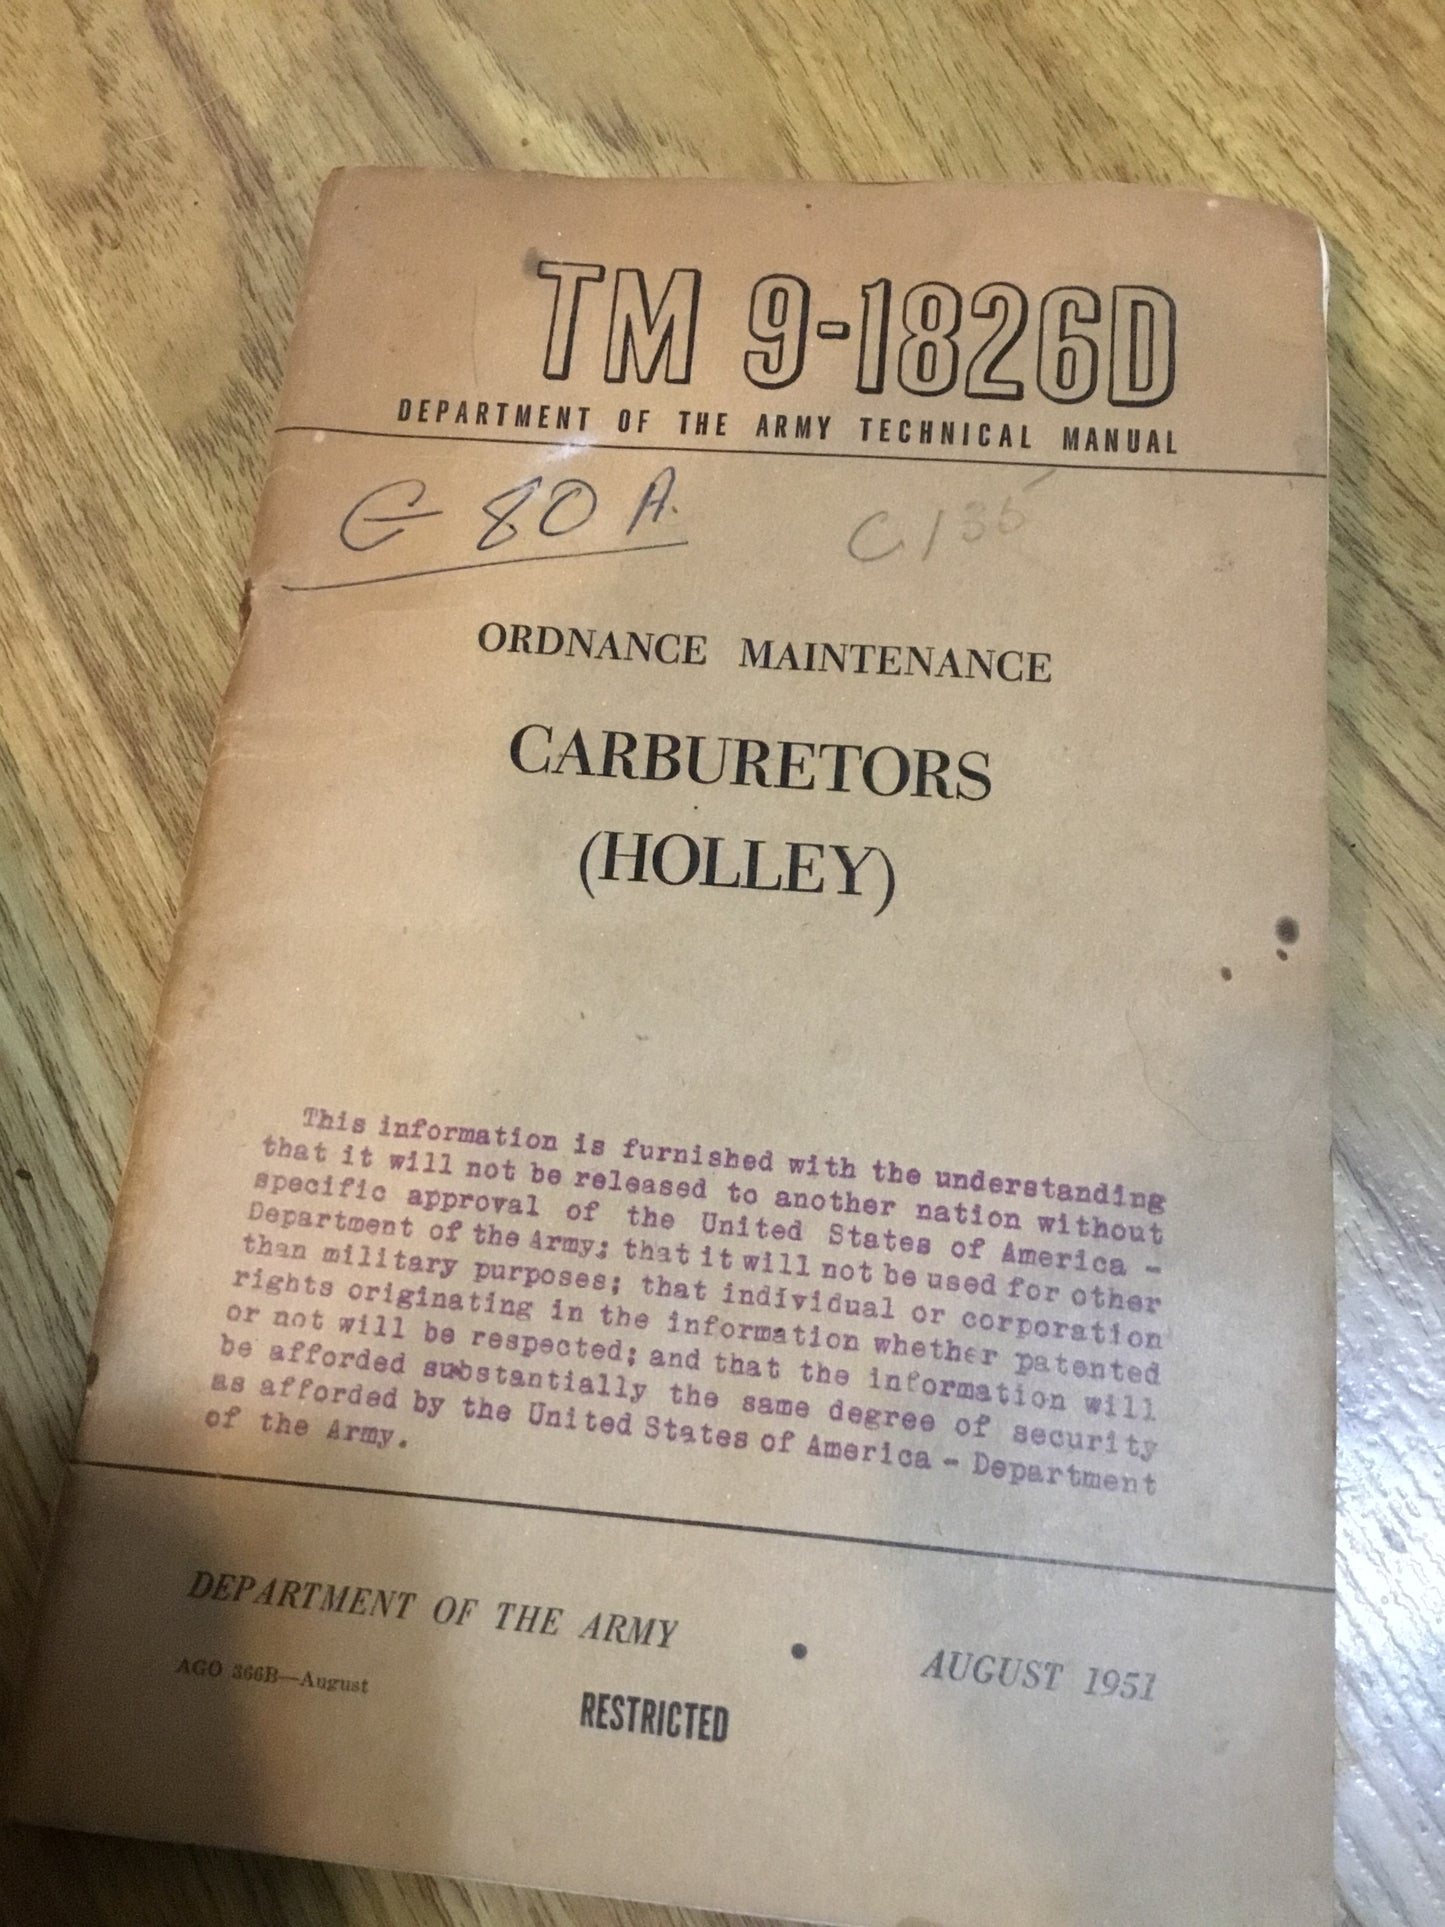 TM 9-1826D
DEPARTMENT OF THE ARMY TECHNICAL MANUAL
G 80 A.
C135
ORDNANCE MAINTENANCE
CARBURETORS
(HOLLEY)
This information is furnished with the understanding
that it will not be released to another nation without
specific approval of the United States of America -
Department of the Army; that it will not be used for other
than military purposes; that individual or corporation
rights originating in the information whether patented
or not will be respected; and that the information will
be afforded substantially the same degree of security
as afforded by the United States of America - Department
of the Army.
DEPARTMENT OF THE ARMY • AUGUST 1951
AGO 366B—August
RESTRICTED